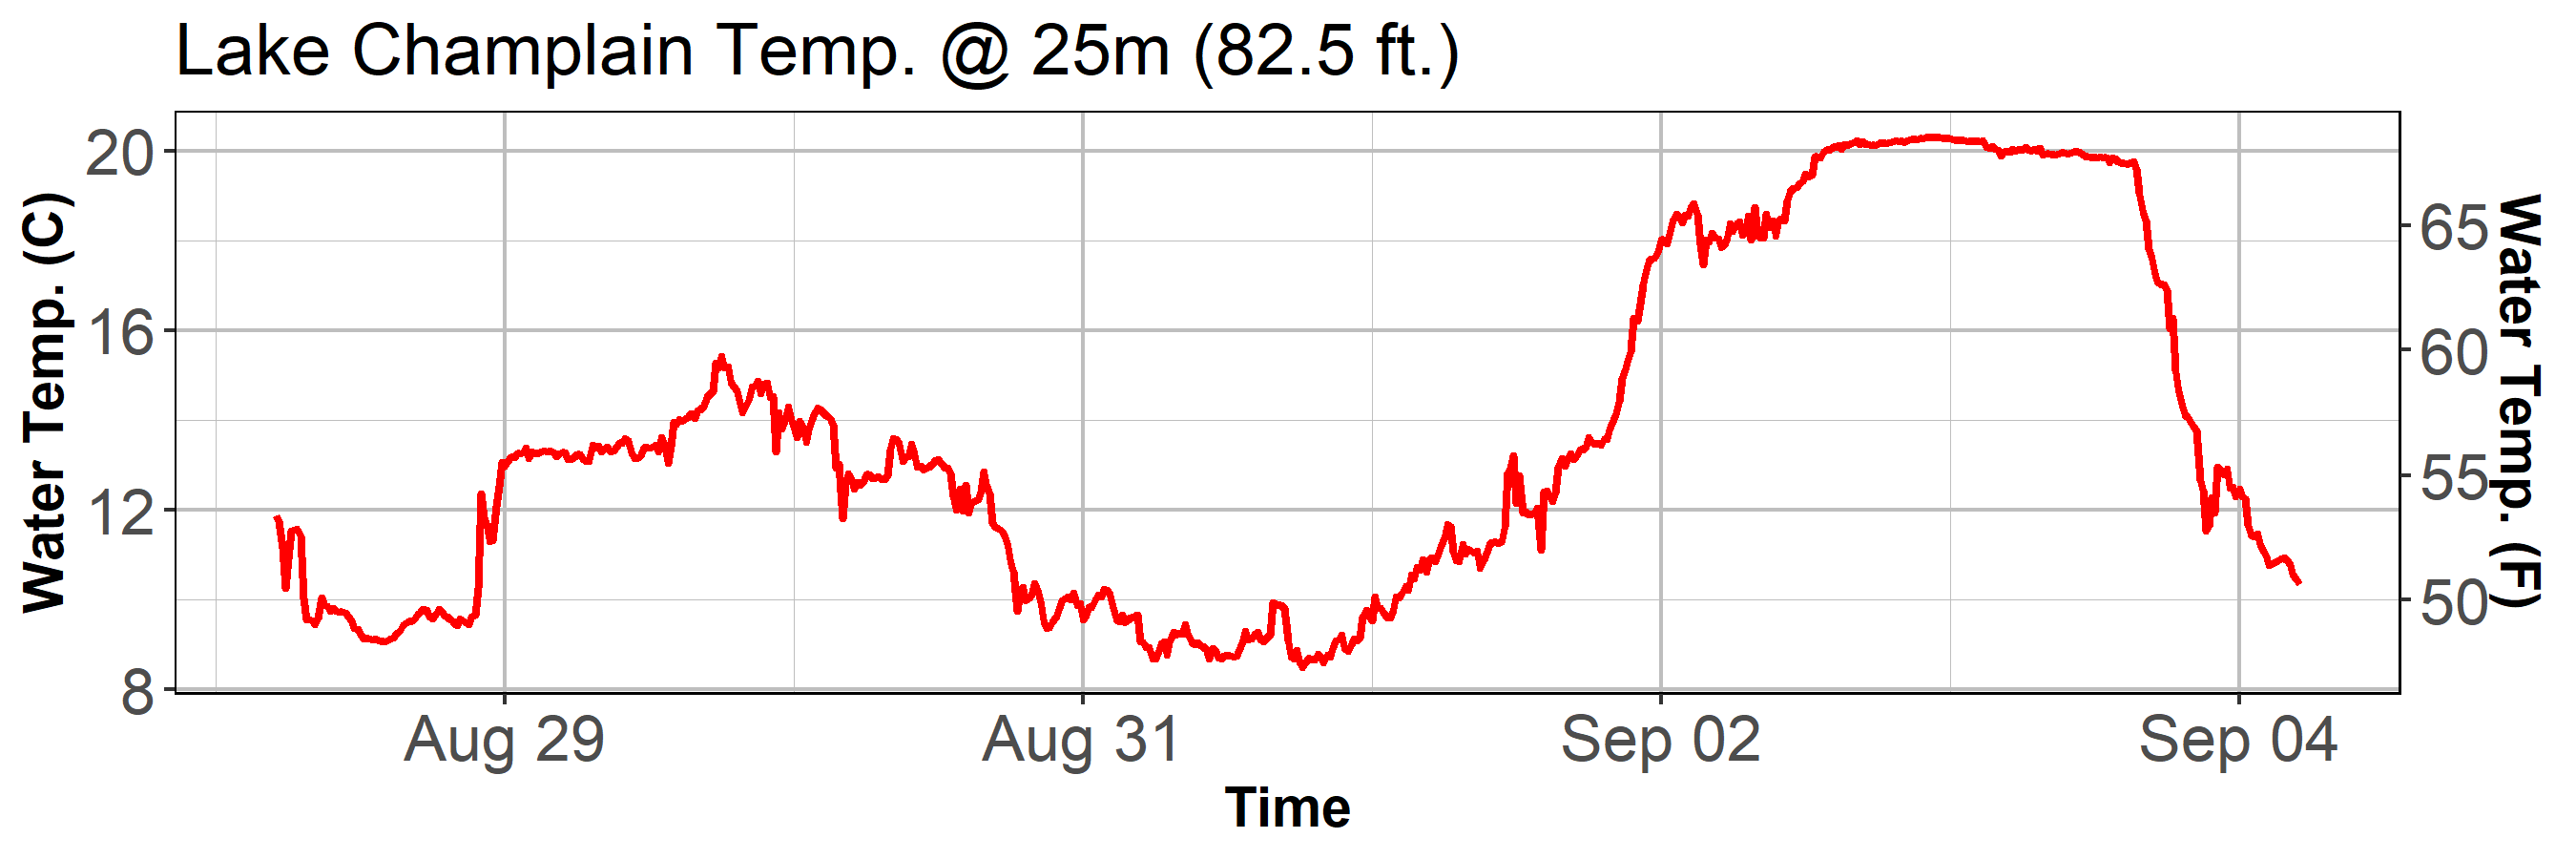 Lake Champlain Temp. @ 25m (82.5 ft.)
Water Temp. (C)
20
16
12
8
65
60
55
50
Water Temp. (F)
Aug 29
Aug 31
Sep 02
Sep 04
Time